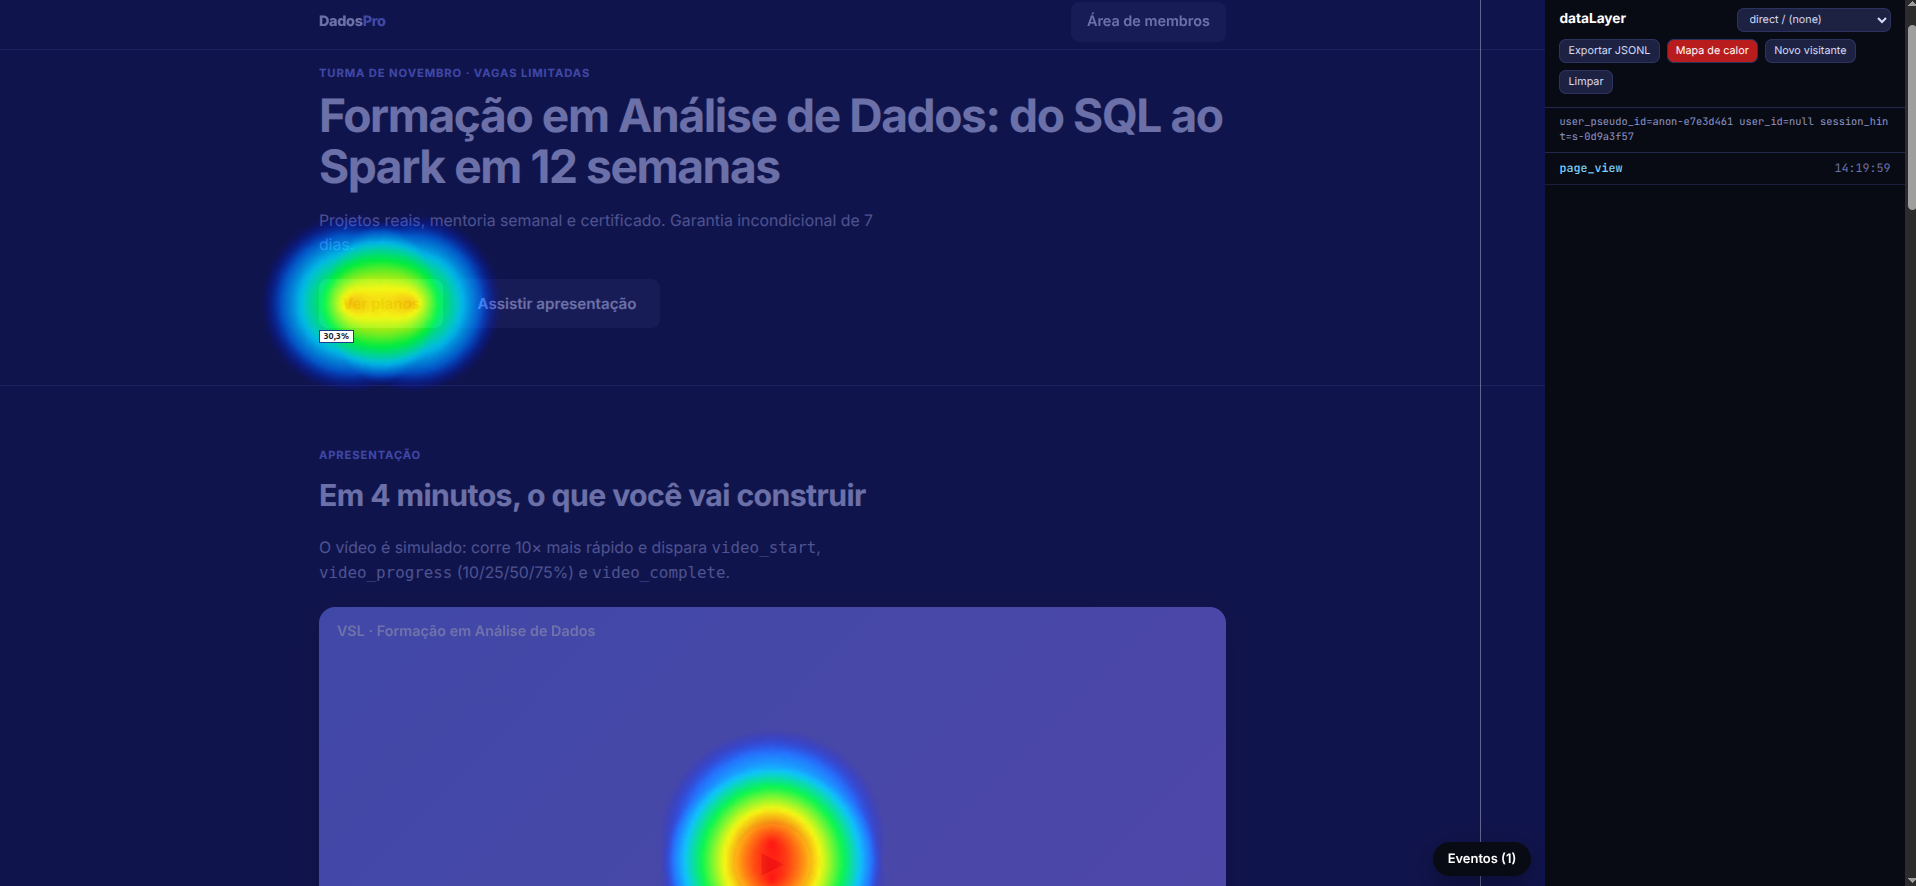 DadosPro
Área de membros
TURMA DE NOVEMBRO · VAGAS LIMITADAS
Formação em Análise de Dados: do SQL ao
Spark em 12 semanas
Projetos reais, mentoria semanal e certificado. Garantia incondicional de 7
dias.
Ver planos
Assistir apresentação
30,3%
APRESENTAÇÃO
Em 4 minutos, o que você vai construir
O vídeo é simulado: corre 10× mais rápido e dispara video_start,
video_progress (10/25/50/75%) e video_complete.
VSL · Formação em Análise de Dados
Eventos (1)
dataLayer
direct / (none)
Exportar JSONL
Mapa de calor
Novo visitante
Limpar
user_pseudo_id=anon-e7e3d461 user_id=null session_hin
t=s-0d9a3f57
page_view
14:19:59